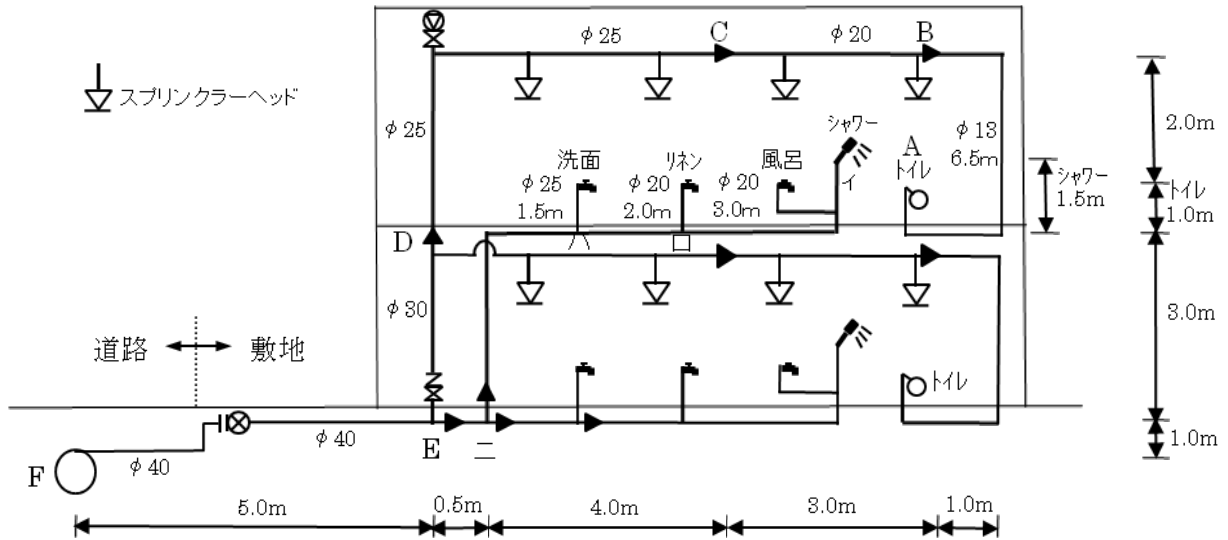 C
B
φ25
φ20
スプリンクラーヘッド
φ25
シャワー
φ13
6.5m
2.0m
洗面
リネン
風呂
A
トイレ
イ
φ25
1.5m
φ20
2.0m
φ20
3.0m
シャワー
1.5m
トイレ
1.0m
ハ
ロ
D
φ30
3.0m
道路
敷地
トイレ
E
ニ
φ40
1.0m
F
φ40
5.0m
0.5m
4.0m
3.0m
1.0m